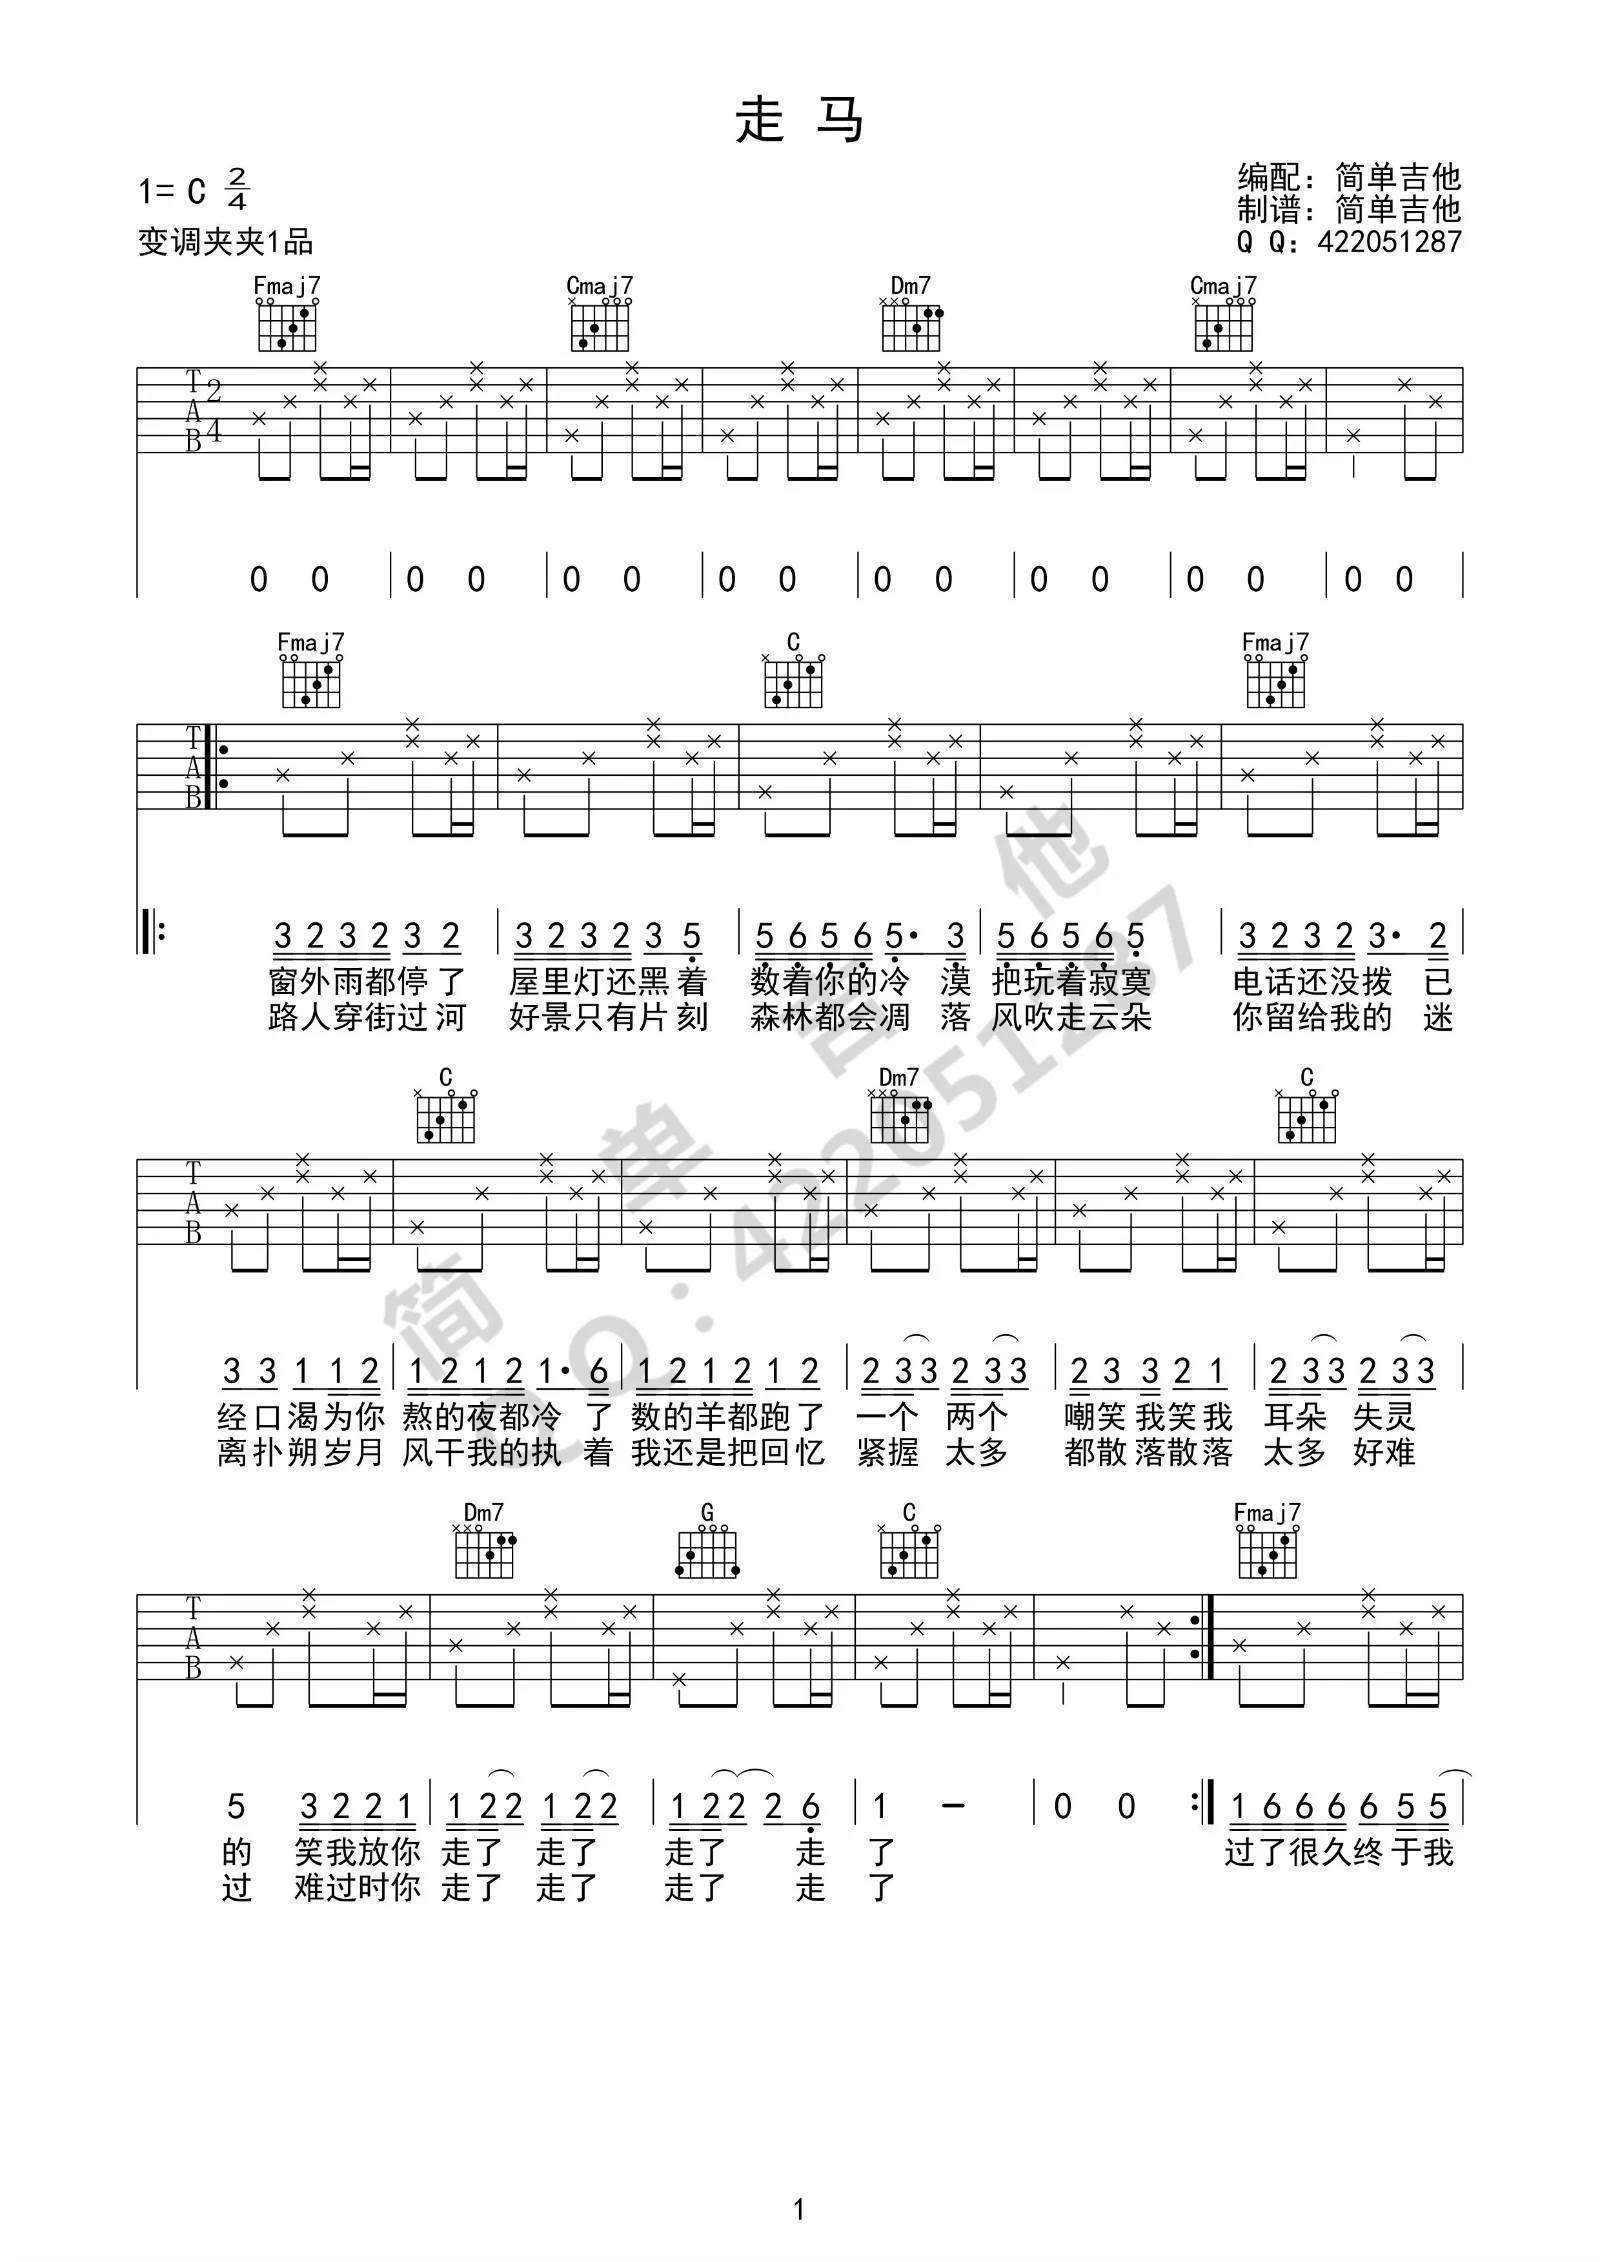 走 马
1= C 2/4
变调夹夹1品
编配：简单吉他
制谱：简单吉他
Q Q：422051287
Fmaj7 Cmaj7 Dm7 Cmaj7
T A B 2 4
0 0 0 0 0 0 0 0 0 0 0 0 0 0 0 0
Fmaj7 C Fmaj7
T A B
3 2 3 2 3 2 3 2 3 2 3 5 5 6 5 6 5· 3 5 6 5 6 5 3 2 3 2 3· 2
窗外雨都停了 屋里灯还黑着 数着你的冷 漠 把玩着寂寞 电话还没拨 已
路人穿街过河 好景只有片刻 森林都会凋 落 风吹走云朵 你留给我的 迷
C Dm7 C
T A B
3 3 1 1 2 1 2 1 2 1· 6 1 2 1 2 1 2 2 3 3 2 3 3 2 3 3 2 1 2 3 3 2 3 3
经口渴为你 熬的夜都冷 了 数的羊都跑了 一个 两个 嘲笑我笑我 耳朵 失灵
离扑朔岁月 风干我的执 着 我还是把回忆 紧握 太多 都散落散落 太多 好难
Dm7 G C Fmaj7
T A B
5 3 2 2 1 1 2 2 1 2 2 1 2 2 2 6 1 – 0 0 1 6 6 6 6 5 5
的 笑我放你 走了 走了 走了 走 了 过了很久终于我
过 难过时你 走了 走了 走了 走 了
简单吉他
QQ：422051287
1